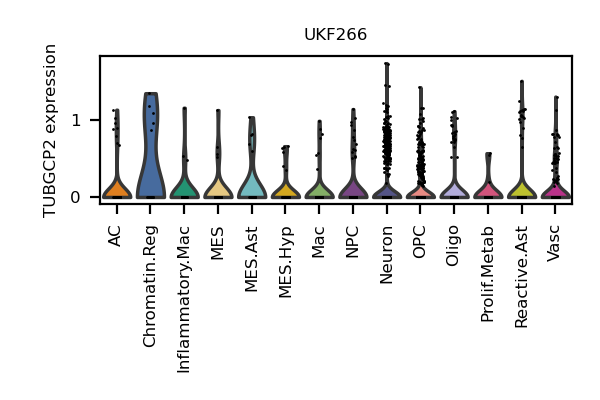 UKF266
TUBGCP2 expression
1
0
AC
Chromatin.Reg
Inflammatory.Mac
MES
MES.Ast
MES.Hyp
Mac
NPC
Neuron
OPC
Oligo
Prolif.Metab
Reactive.Ast
Vasc